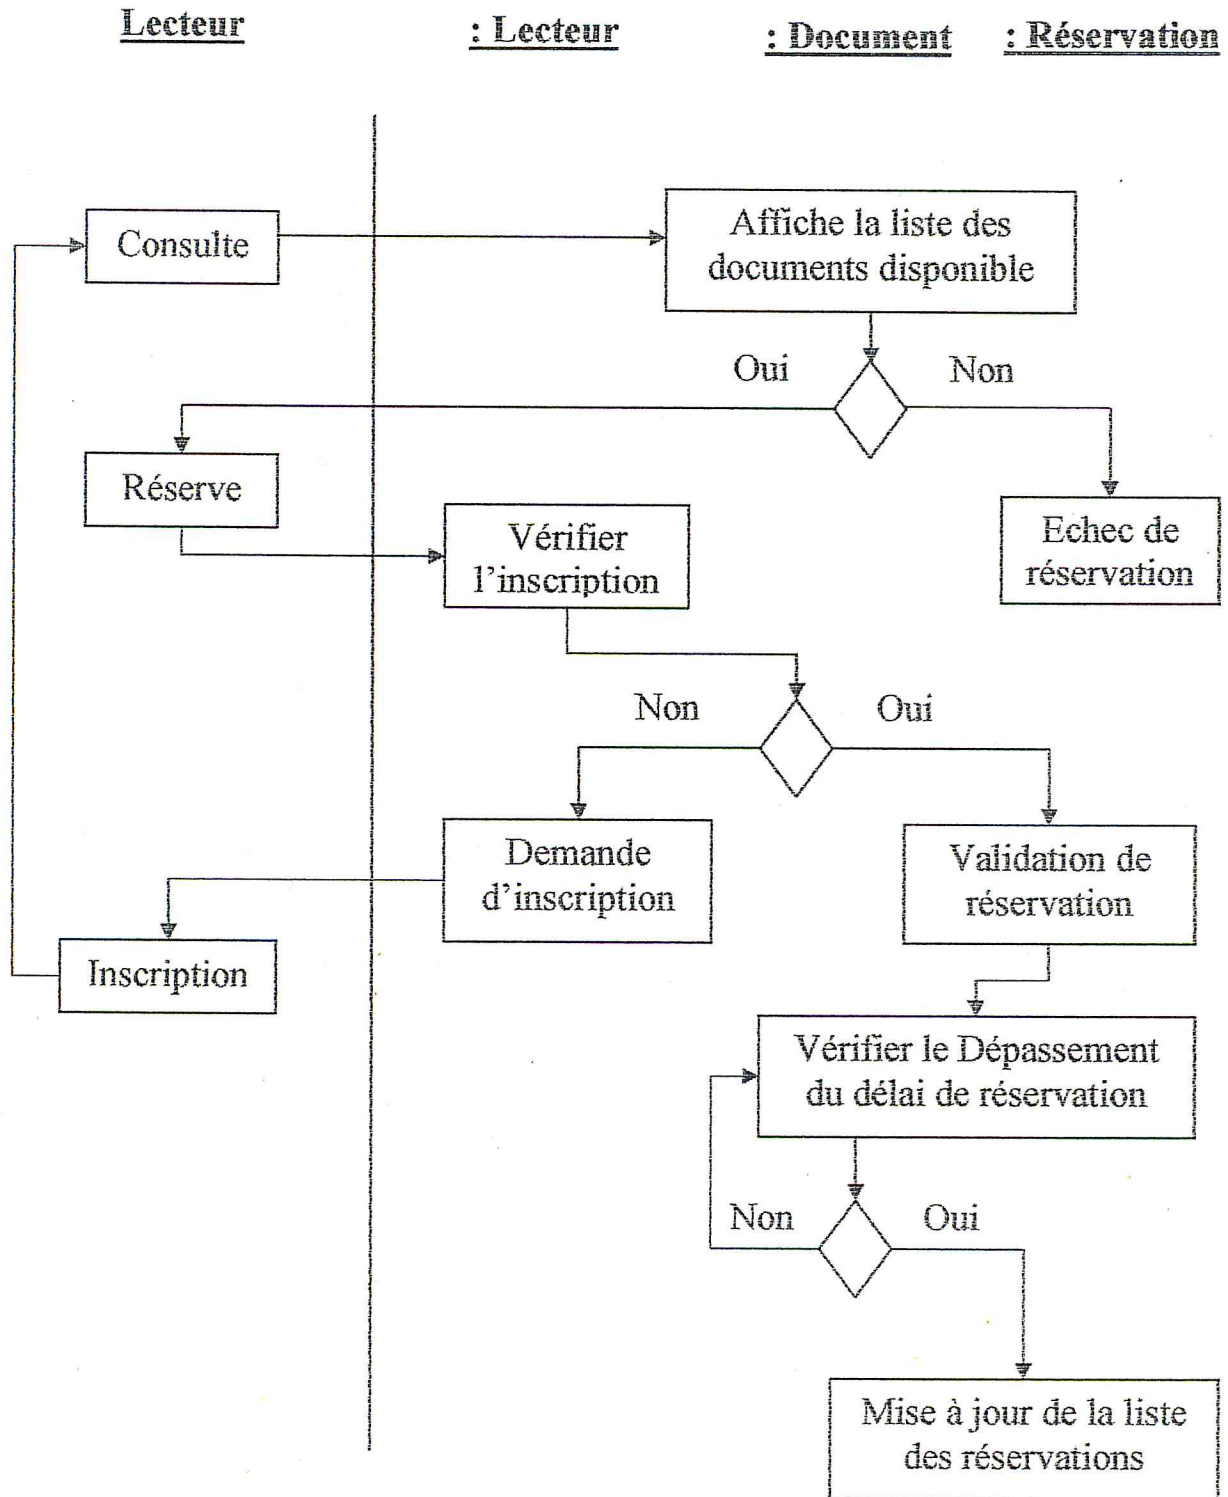 Lecteur : Lecteur : Document : Réservation
Consulte
Affiche la liste des
documents disponible
Oui Non
Réserve
Echec de
réservation
Vérifier
l'inscription
Non Oui
Demande
d'inscription
Validation de
réservation
Inscription
Vérifier le Dépassement
du délai de réservation
Non Oui
Mise à jour de la liste
des réservations